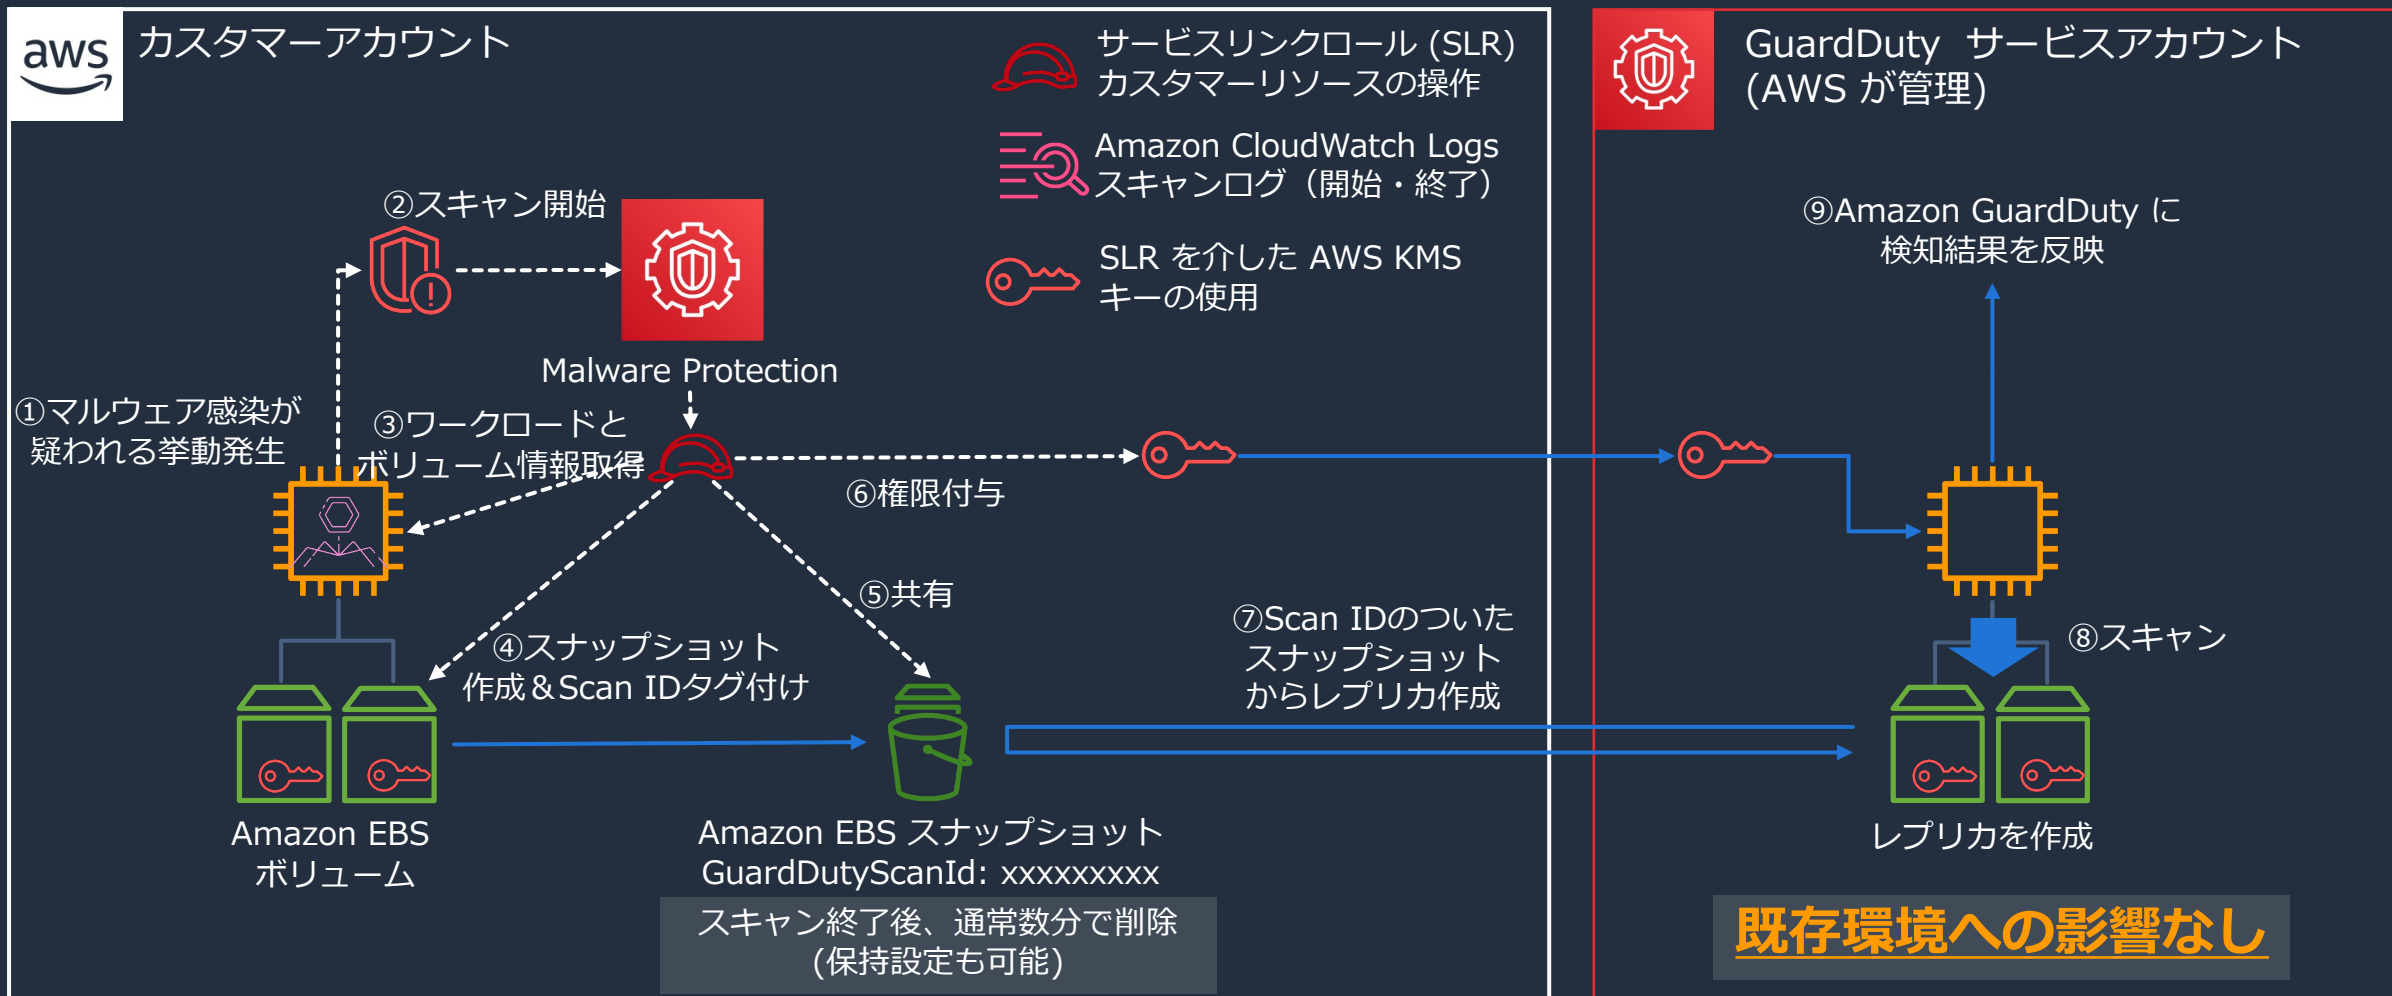 aws
カスタマーアカウント
サービスリンクロール (SLR)
カスタマーリソースの操作
Amazon CloudWatch Logs
スキャンログ（開始・終了）
SLR を介した AWS KMS
キーの使用
GuardDuty サービスアカウント
(AWS が管理)
②スキャン開始
Malware Protection
①マルウェア感染が
疑われる挙動発生
③ワークロードと
ボリューム情報取得
⑥権限付与
⑤共有
④スナップショット
作成＆Scan IDタグ付け
⑦Scan IDのついた
スナップショット
からレプリカ作成
⑨Amazon GuardDuty に
検知結果を反映
⑧スキャン
Amazon EBS
ボリューム
Amazon EBS スナップショット
GuardDutyScanId: xxxxxxxxx
スキャン終了後、通常数分で削除
(保持設定も可能)
レプリカを作成
既存環境への影響なし